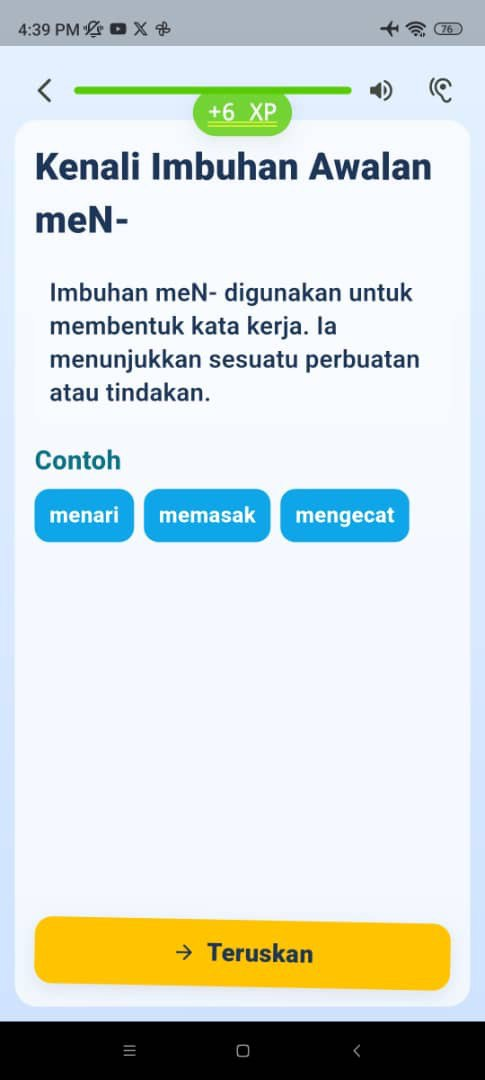 4:39 PM
76
+6 XP
Kenali Imbuhan Awalan
meN-
Imbuhan meN- digunakan untuk
membentuk kata kerja. Ia
menunjukkan sesuatu perbuatan
atau tindakan.
Contoh
menari memasak mengecat
→ Teruskan